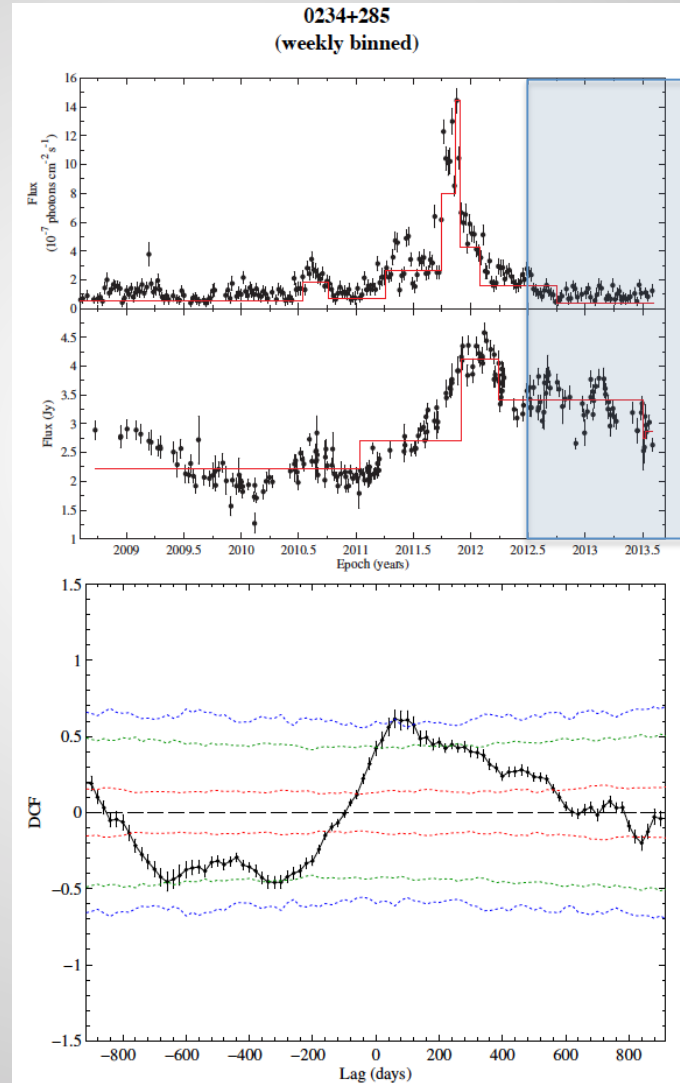 0234+285
(weekly binned)
16
14
12
10
8
6
4
2
0
Flux
(10⁻⁷ photons cm⁻² s⁻¹)
4.5
4
3.5
3
2.5
2
1.5
1
Flux (Jy)
2009 2009.5 2010 2010.5 2011 2011.5 2012 2012.5 2013 2013.5
Epoch (years)
1.5
1
0.5
0
−0.5
−1
−1.5
DCF
−800 −600 −400 −200 0 200 400 600 800
Lag (days)